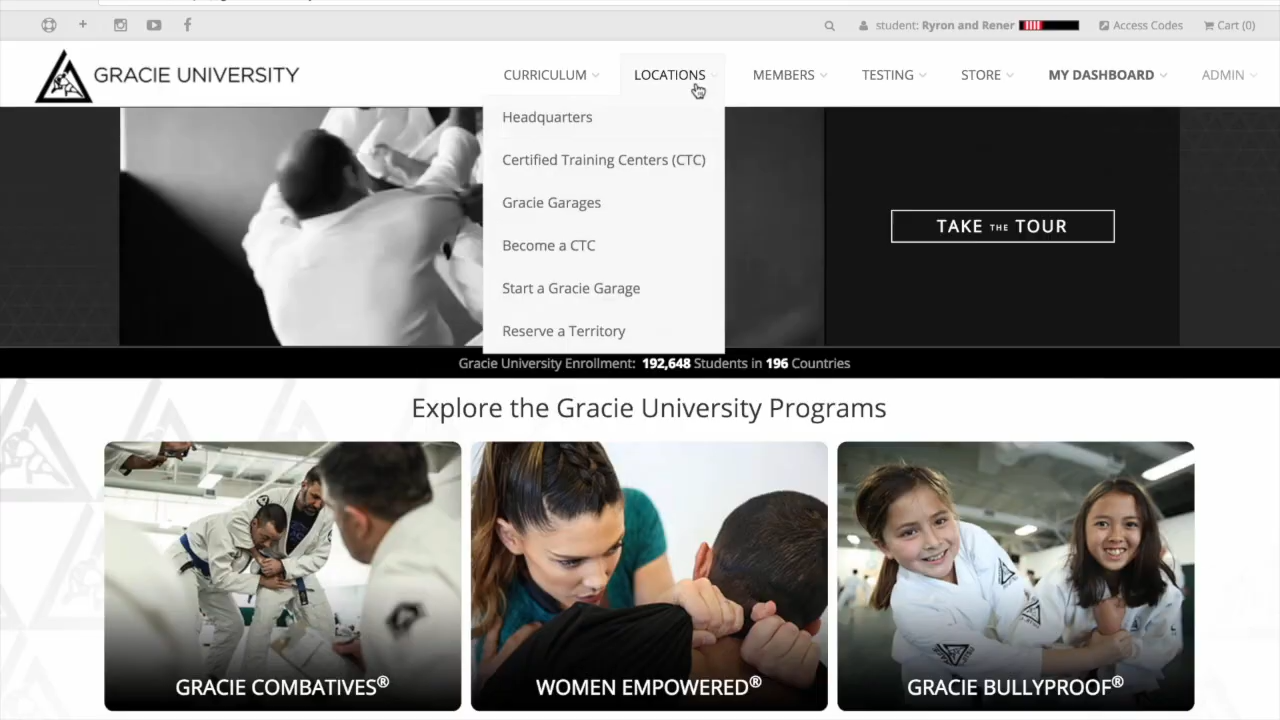 student: Ryron and Rener
Access Codes
Cart (0)
GRACIE UNIVERSITY
CURRICULUM
LOCATIONS
MEMBERS
TESTING
STORE
MY DASHBOARD
ADMIN
Headquarters
Certified Training Centers (CTC)
Gracie Garages
Become a CTC
Start a Gracie Garage
Reserve a Territory
TAKE THE TOUR
Gracie University Enrollment: 192,648 Students in 196 Countries
Explore the Gracie University Programs
GRACIE COMBATIVES®
WOMEN EMPOWERED®
GRACIE BULLYPROOF®